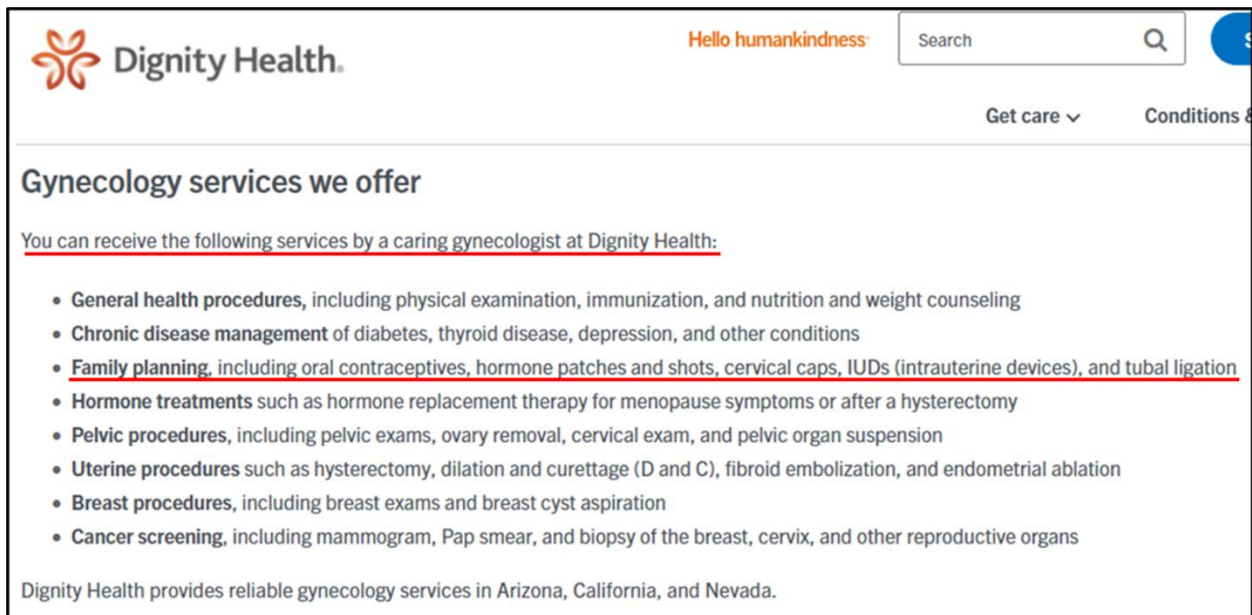 Dignity Health®
Hello humankindness®
Search
S
Get care
Conditions &
Gynecology services we offer
You can receive the following services by a caring gynecologist at Dignity Health:
• General health procedures, including physical examination, immunization, and nutrition and weight counseling
• Chronic disease management of diabetes, thyroid disease, depression, and other conditions
• Family planning, including oral contraceptives, hormone patches and shots, cervical caps, IUDs (intrauterine devices), and tubal ligation
• Hormone treatments such as hormone replacement therapy for menopause symptoms or after a hysterectomy
• Pelvic procedures, including pelvic exams, ovary removal, cervical exam, and pelvic organ suspension
• Uterine procedures such as hysterectomy, dilation and curettage (D and C), fibroid embolization, and endometrial ablation
• Breast procedures, including breast exams and breast cyst aspiration
• Cancer screening, including mammogram, Pap smear, and biopsy of the breast, cervix, and other reproductive organs
Dignity Health provides reliable gynecology services in Arizona, California, and Nevada.